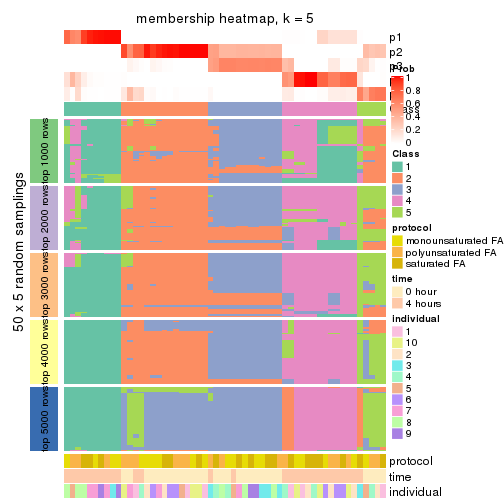 membership heatmap, k = 5
p1
p2
p3
Prob
1
0.8
0.6
0.4
0.2
0
Class
1
2
3
4
5
protocol
monounsaturated FA
polyunsaturated FA
saturated FA
time
0 hour
4 hours
individual
1
10
2
3
4
5
6
7
8
9
50 x 5 random samplings
top 1000 rows
top 2000 rows
top 3000 rows
top 4000 rows
top 5000 rows
protocol
time
individual